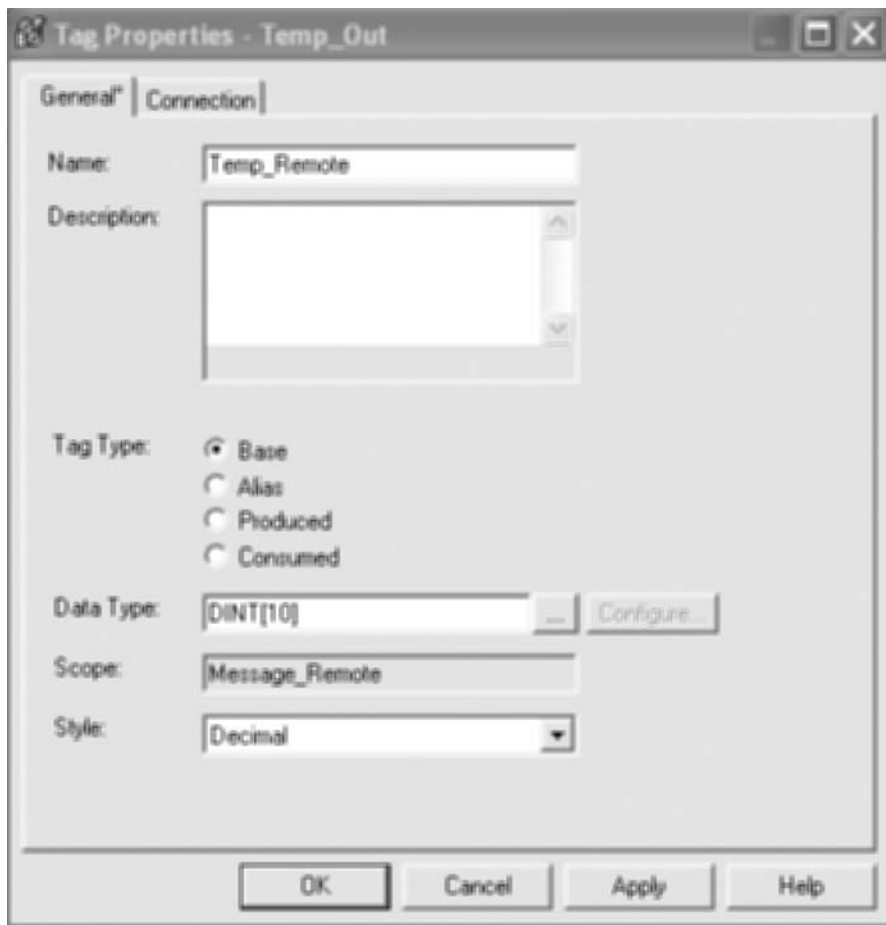 Tag Properties - Temp_Out
General* Connection
Name: Temp_Remote
Description:
Tag Type: Base
Alias
Produced
Consumed
Data Type: DINT[10] ... Configure...
Scope: Message_Remote
Style: Decimal
OK Cancel Apply Help